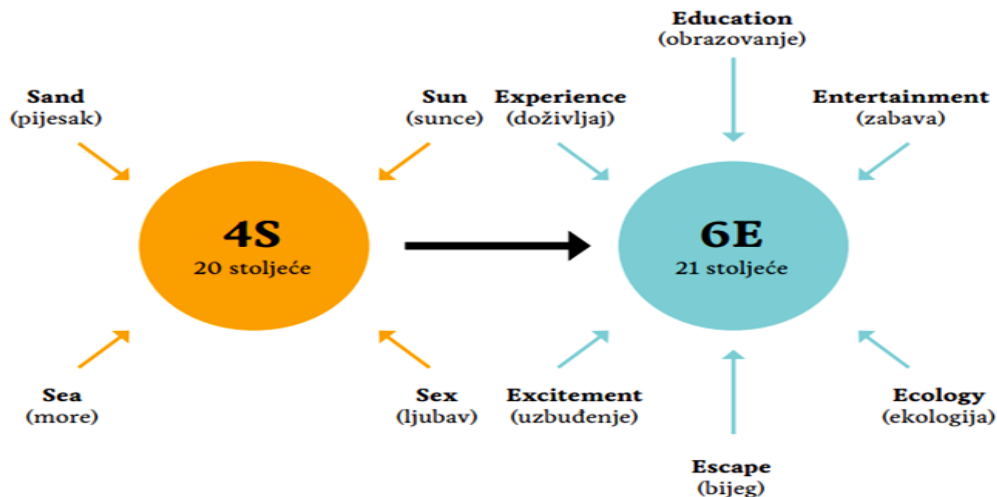 Education
(obrazovanje)
Sand
(pijesak)
Sun
(sunce)
Experience
(doživljaj)
Entertainment
(zabava)
4S
20 stoljeće
6E
21 stoljeće
Sea
(more)
Sex
(ljubav)
Excitement
(uzbuđenje)
Ecology
(ekologija)
Escape
(bijeg)